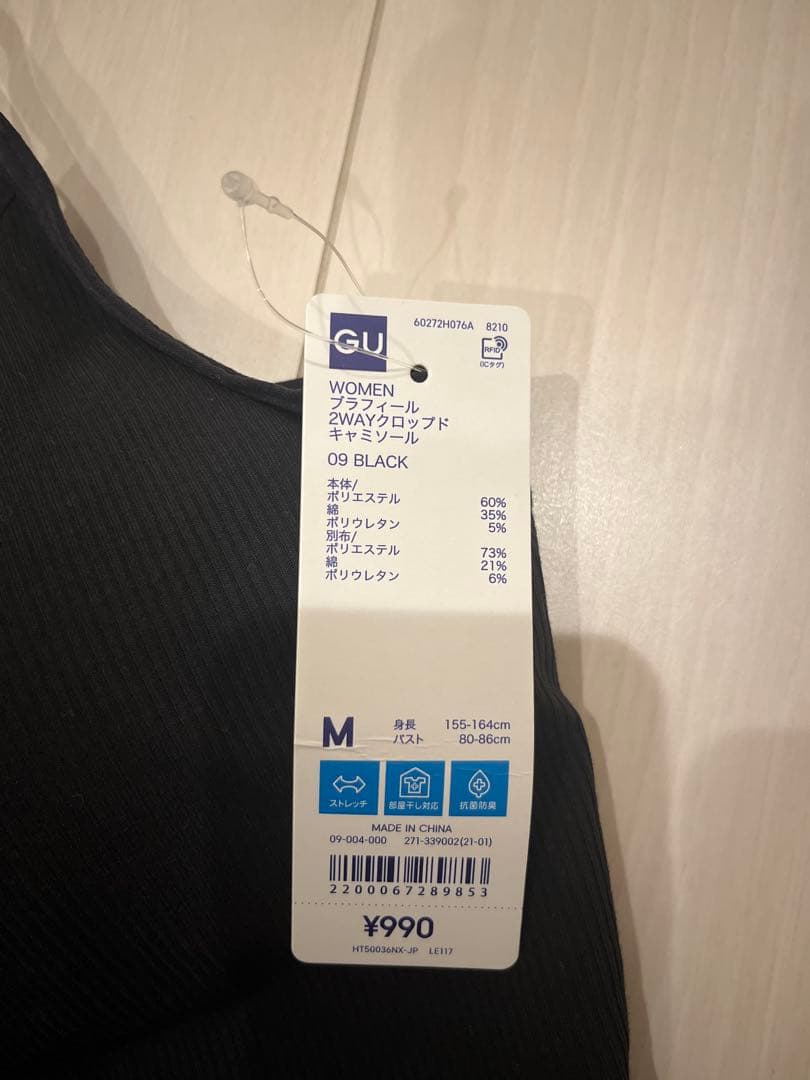 GU
60272H076A 8210
RFID
(ICタグ)
WOMEN
ブラフィール
2WAYクロップド
キャミソール
09 BLACK
本体/
ポリエステル 60%
綿 35%
ポリウレタン 5%
別布/
ポリエステル 73%
綿 21%
ポリウレタン 6%
M 身長 155-164cm
バスト 80-86cm
ストレッチ 部屋干し対応 抗菌防臭
MADE IN CHINA
09-004-000 271-339002(21-01)
2200067289853
¥990
HT50036NX-JP LE117